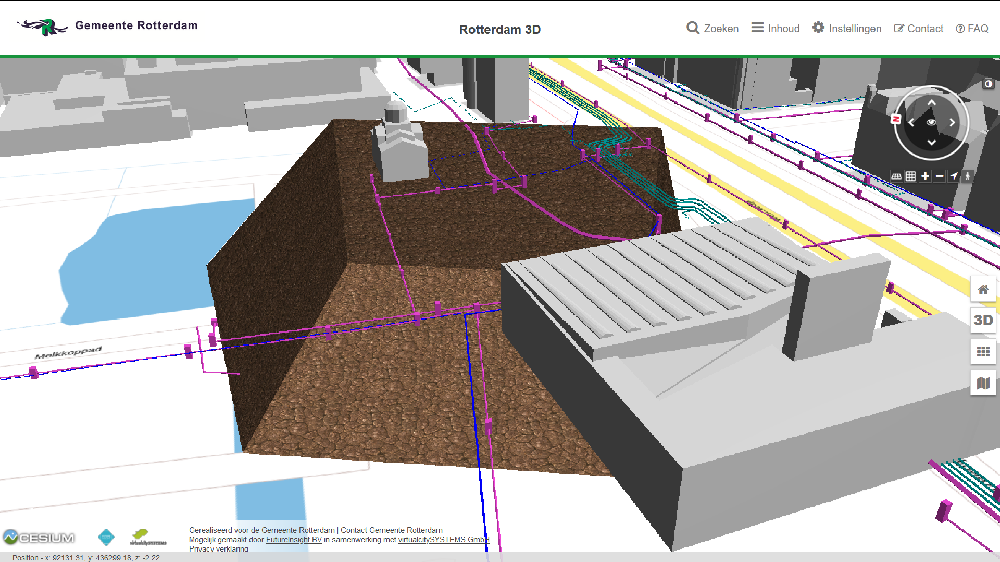 Gemeente Rotterdam
Rotterdam 3D
Zoeken
Inhoud
Instellingen
Contact
FAQ
N
3D
Melkkoppad
CESIUM
virtualcitySYSTEMS
Gerealiseerd voor de Gemeente Rotterdam | Contact Gemeente Rotterdam
Mogelijk gemaakt door FutureInsight BV in samenwerking met virtualcitySYSTEMS GmbH
Privacy verklaring
Position - x: 92131.31, y: 436299.18, z: -2.22